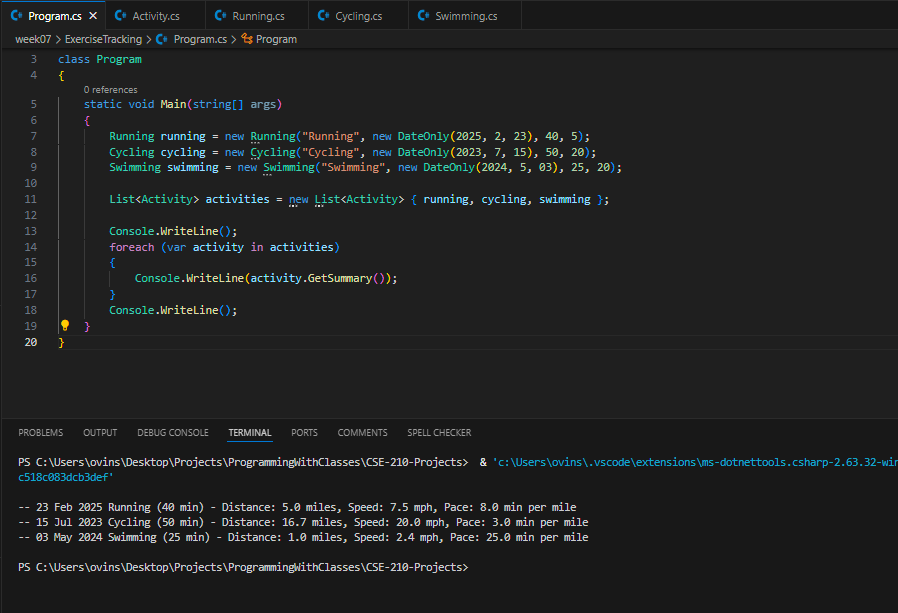 Program.cs Activity.cs Running.cs Cycling.cs Swimming.cs
week07 > ExerciseTracking > Program.cs > Program
3 class Program
4 {
0 references
5 static void Main(string[] args)
6 {
7 Running running = new Running("Running", new DateOnly(2025, 2, 23), 40, 5);
8 Cycling cycling = new Cycling("Cycling", new DateOnly(2023, 7, 15), 50, 20);
9 Swimming swimming = new Swimming("Swimming", new DateOnly(2024, 5, 03), 25, 20);
10
11 List<Activity> activities = new List<Activity> { running, cycling, swimming };
12
13 Console.WriteLine();
14 foreach (var activity in activities)
15 {
16 Console.WriteLine(activity.GetSummary());
17 }
18 Console.WriteLine();
19 }
20 }
PROBLEMS OUTPUT DEBUG CONSOLE TERMINAL PORTS COMMENTS SPELL CHECKER
PS C:\Users\ovins\Desktop\Projects\ProgrammingWithClasses\CSE-210-Projects> & 'c:\Users\ovins\.vscode\extensions\ms-dotnettools.csharp-2.63.32-win
c518c083dcb3def'
-- 23 Feb 2025 Running (40 min) - Distance: 5.0 miles, Speed: 7.5 mph, Pace: 8.0 min per mile
-- 15 Jul 2023 Cycling (50 min) - Distance: 16.7 miles, Speed: 20.0 mph, Pace: 3.0 min per mile
-- 03 May 2024 Swimming (25 min) - Distance: 1.0 miles, Speed: 2.4 mph, Pace: 25.0 min per mile
PS C:\Users\ovins\Desktop\Projects\ProgrammingWithClasses\CSE-210-Projects>